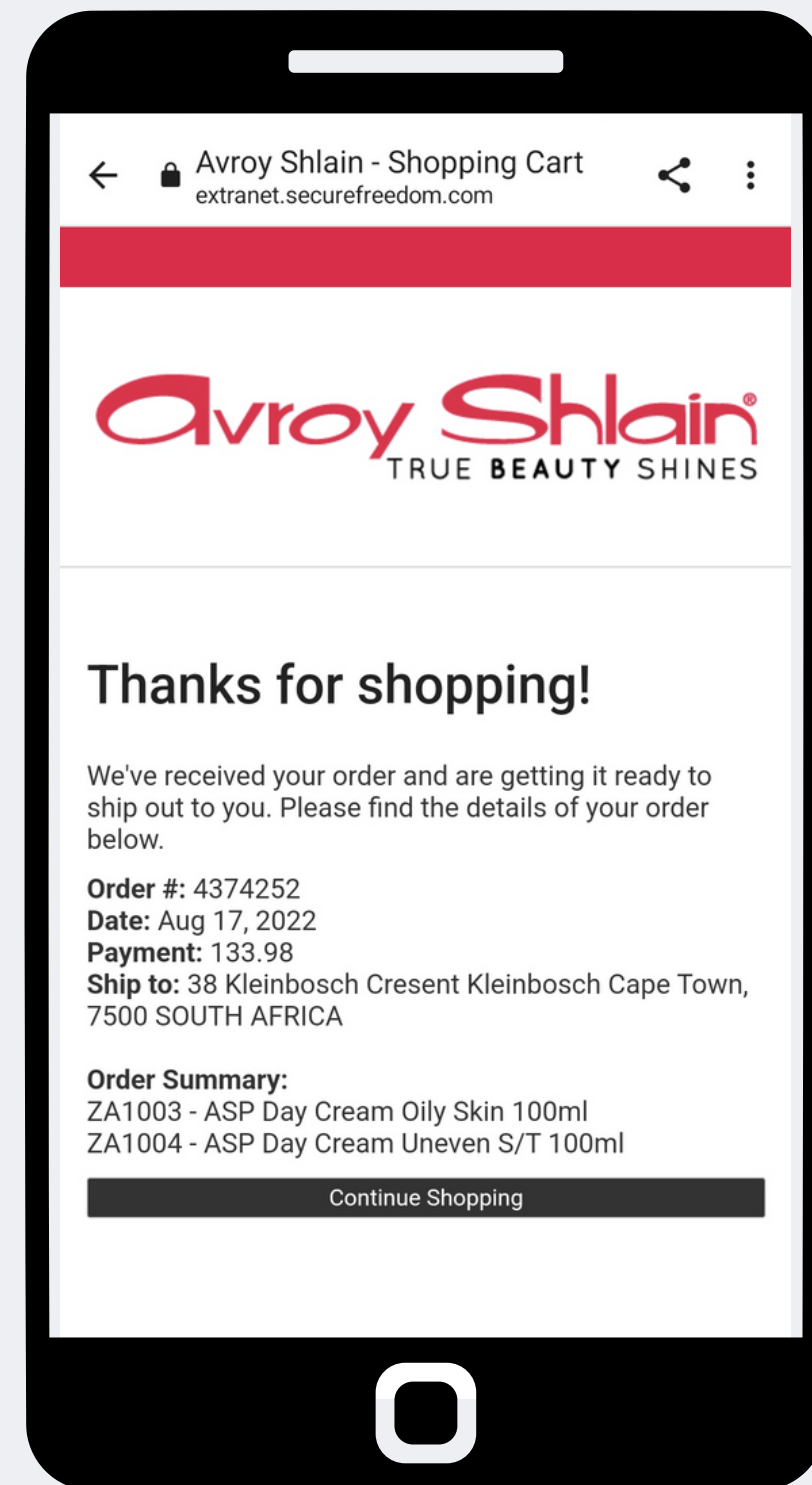 Avroy Shlain - Shopping Cart
extranet.securefreedom.com
avroy Shlain®
TRUE BEAUTY SHINES
Thanks for shopping!
We've received your order and are getting it ready to
ship out to you. Please find the details of your order
below.
Order #: 4374252
Date: Aug 17, 2022
Payment: 133.98
Ship to: 38 Kleinbosch Cresent Kleinbosch Cape Town,
7500 SOUTH AFRICA
Order Summary:
ZA1003 - ASP Day Cream Oily Skin 100ml
ZA1004 - ASP Day Cream Uneven S/T 100ml
Continue Shopping